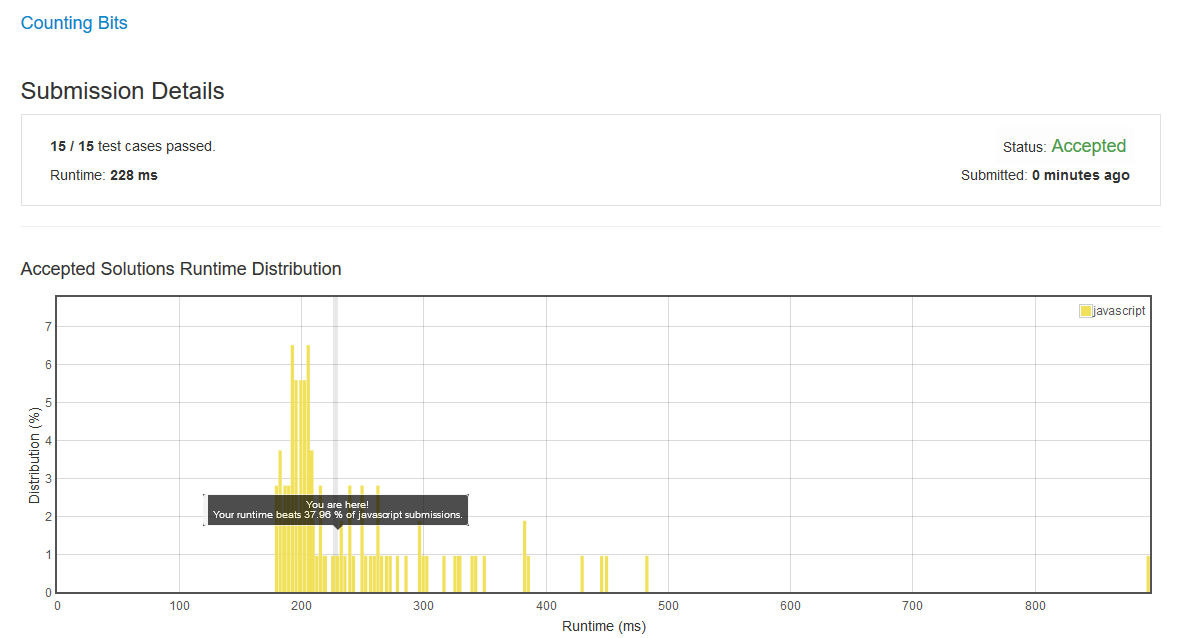 Counting Bits
Submission Details
15 / 15 test cases passed.
Status: Accepted
Runtime: 228 ms
Submitted: 0 minutes ago
Accepted Solutions Runtime Distribution
javascript
7
6
5
4
3
2
1
0
Distribution (%)
You are here!
Your runtime beats 37.96 % of javascript submissions.
0 100 200 300 400 500 600 700 800
Runtime (ms)